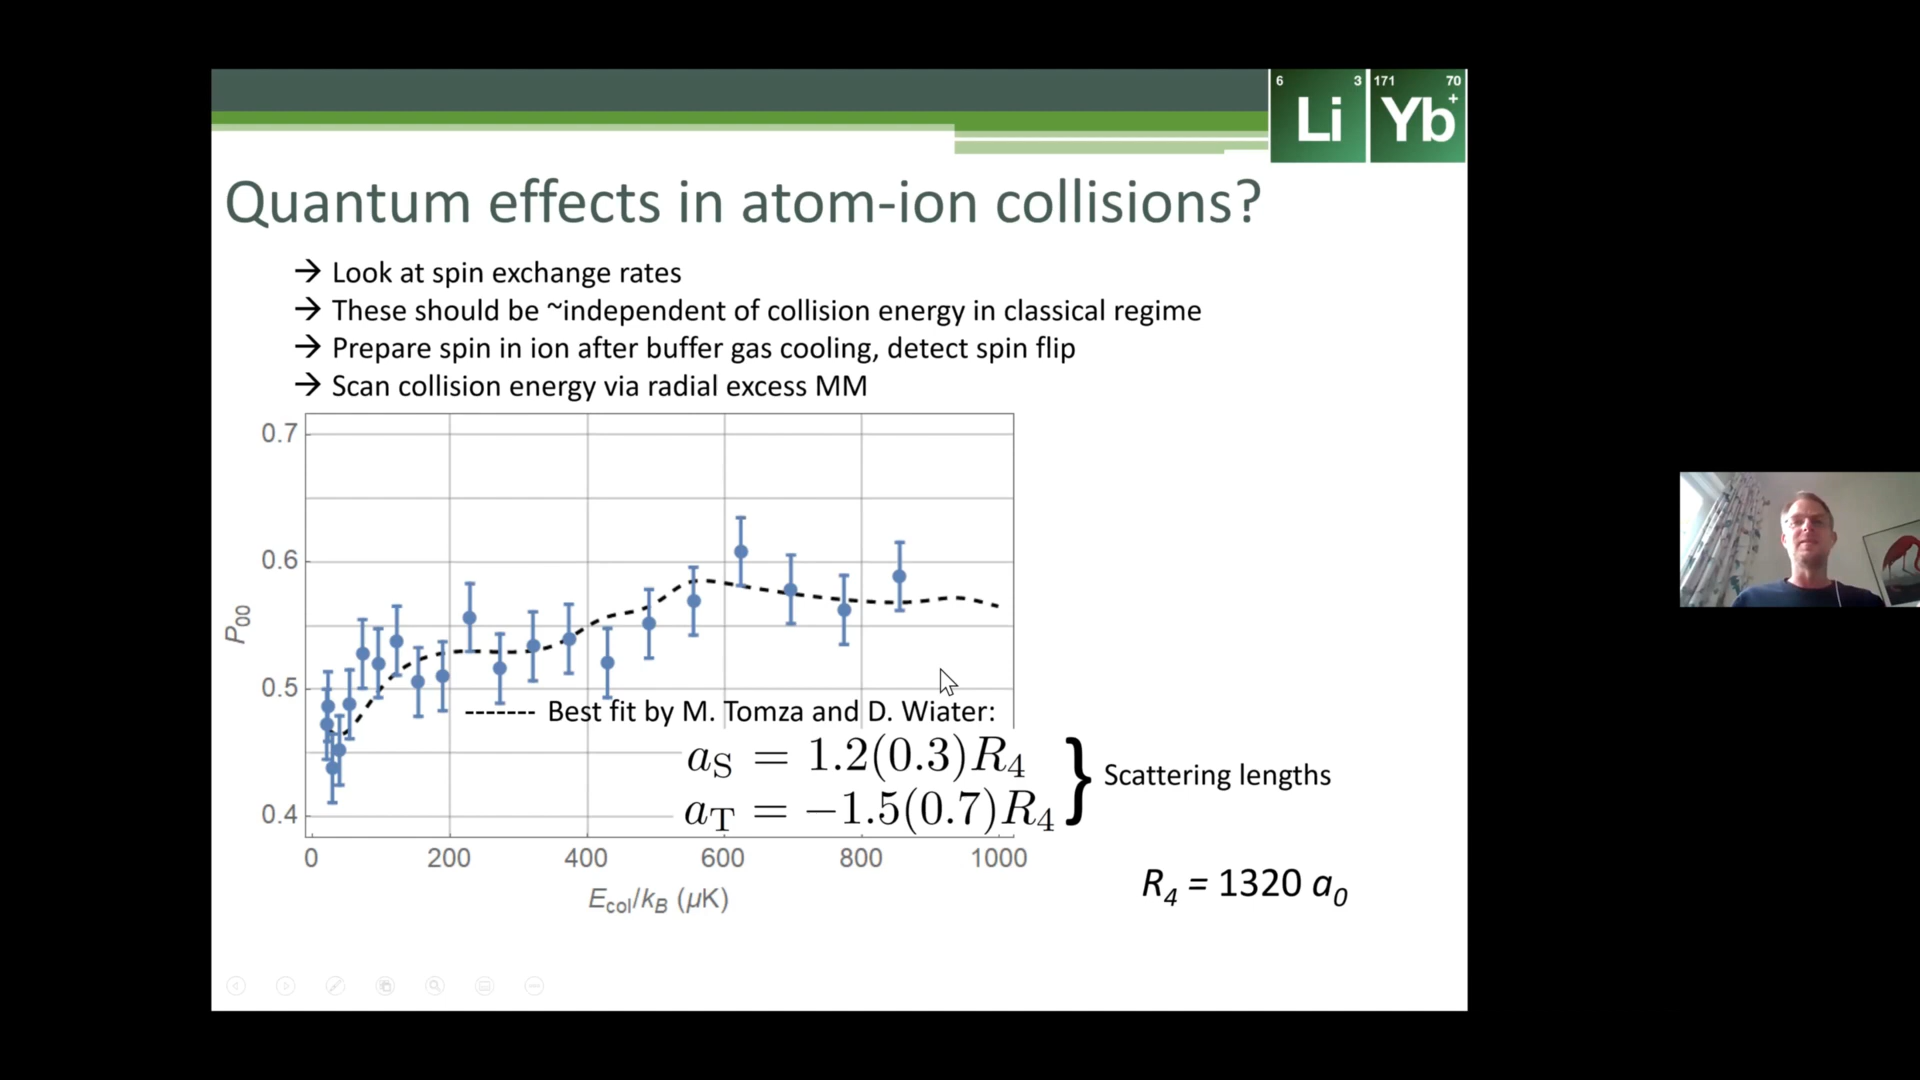 6 3 171 70
Li Yb+
Quantum effects in atom-ion collisions?
→ Look at spin exchange rates
→ These should be ~independent of collision energy in classical regime
→ Prepare spin in ion after buffer gas cooling, detect spin flip
→ Scan collision energy via radial excess MM
0.7
0.6
0.5
0.4
P00
------- Best fit by M. Tomza and D. Wiater:
aS = 1.2(0.3)R4
aT = −1.5(0.7)R4
} Scattering lengths
0 200 400 600 800 1000
Ecol/kB (μK)
R4 = 1320 a0